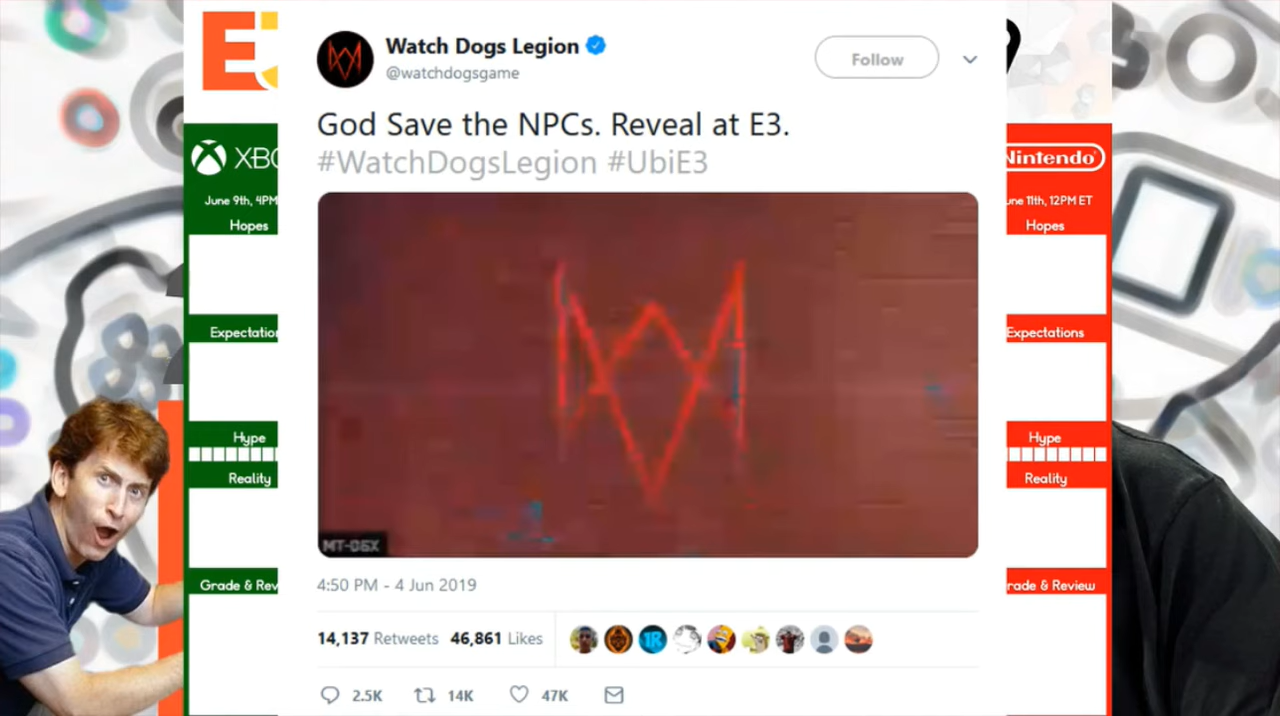 E3
Watch Dogs Legion
@watchdogsgame
Follow
God Save the NPCs. Reveal at E3.
#WatchDogsLegion #UbiE3
MT-06X
4:50 PM - 4 Jun 2019
14,137 Retweets 46,861 Likes
1R
2.5K 14K 47K
XBO
June 9th, 4PM
Hopes
Expectation
Hype
Reality
Grade & Rev
Nintendo
une 11th, 12PM ET
Hopes
Expectations
Hype
Reality
rade & Review